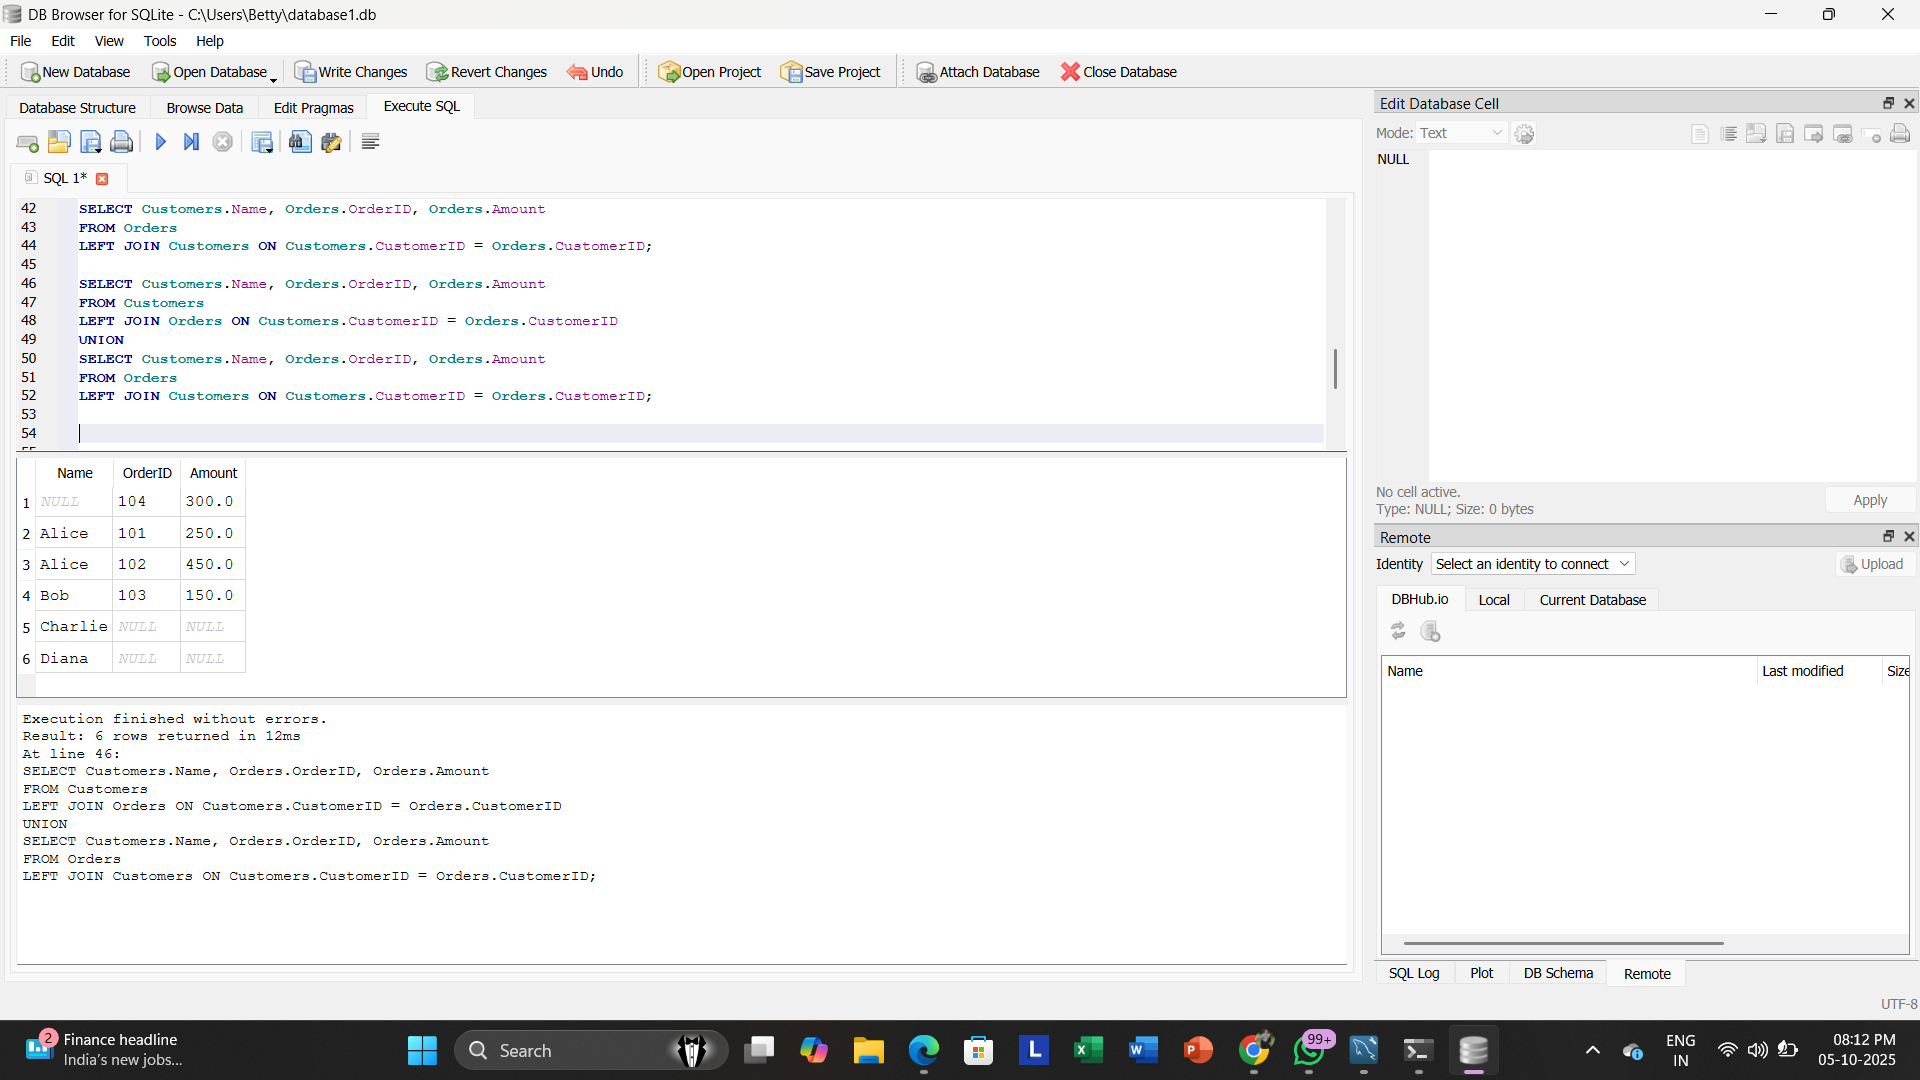 DB Browser for SQLite - C:\Users\Betty\database1.db
File Edit View Tools Help
New Database Open Database Write Changes Revert Changes Undo Open Project Save Project Attach Database Close Database
Database Structure Browse Data Edit Pragmas Execute SQL
SQL 1*
42 SELECT Customers.Name, Orders.OrderID, Orders.Amount
43 FROM Orders
44 LEFT JOIN Customers ON Customers.CustomerID = Orders.CustomerID;
45
46 SELECT Customers.Name, Orders.OrderID, Orders.Amount
47 FROM Customers
48 LEFT JOIN Orders ON Customers.CustomerID = Orders.CustomerID
49 UNION
50 SELECT Customers.Name, Orders.OrderID, Orders.Amount
51 FROM Orders
52 LEFT JOIN Customers ON Customers.CustomerID = Orders.CustomerID;
53
54
Name OrderID Amount
1 NULL 104 300.0
2 Alice 101 250.0
3 Alice 102 450.0
4 Bob 103 150.0
5 Charlie NULL NULL
6 Diana NULL NULL
Execution finished without errors.
Result: 6 rows returned in 12ms
At line 46:
SELECT Customers.Name, Orders.OrderID, Orders.Amount
FROM Customers
LEFT JOIN Orders ON Customers.CustomerID = Orders.CustomerID
UNION
SELECT Customers.Name, Orders.OrderID, Orders.Amount
FROM Orders
LEFT JOIN Customers ON Customers.CustomerID = Orders.CustomerID;
Edit Database Cell
Mode: Text
NULL
No cell active.
Type: NULL; Size: 0 bytes
Apply
Remote
Identity Select an identity to connect Upload
DBHub.io Local Current Database
Name Last modified Size
SQL Log Plot DB Schema Remote
UTF-8
2
Finance headline
India's new jobs...
Search
L
99+
ENG
IN
08:12 PM
05-10-2025